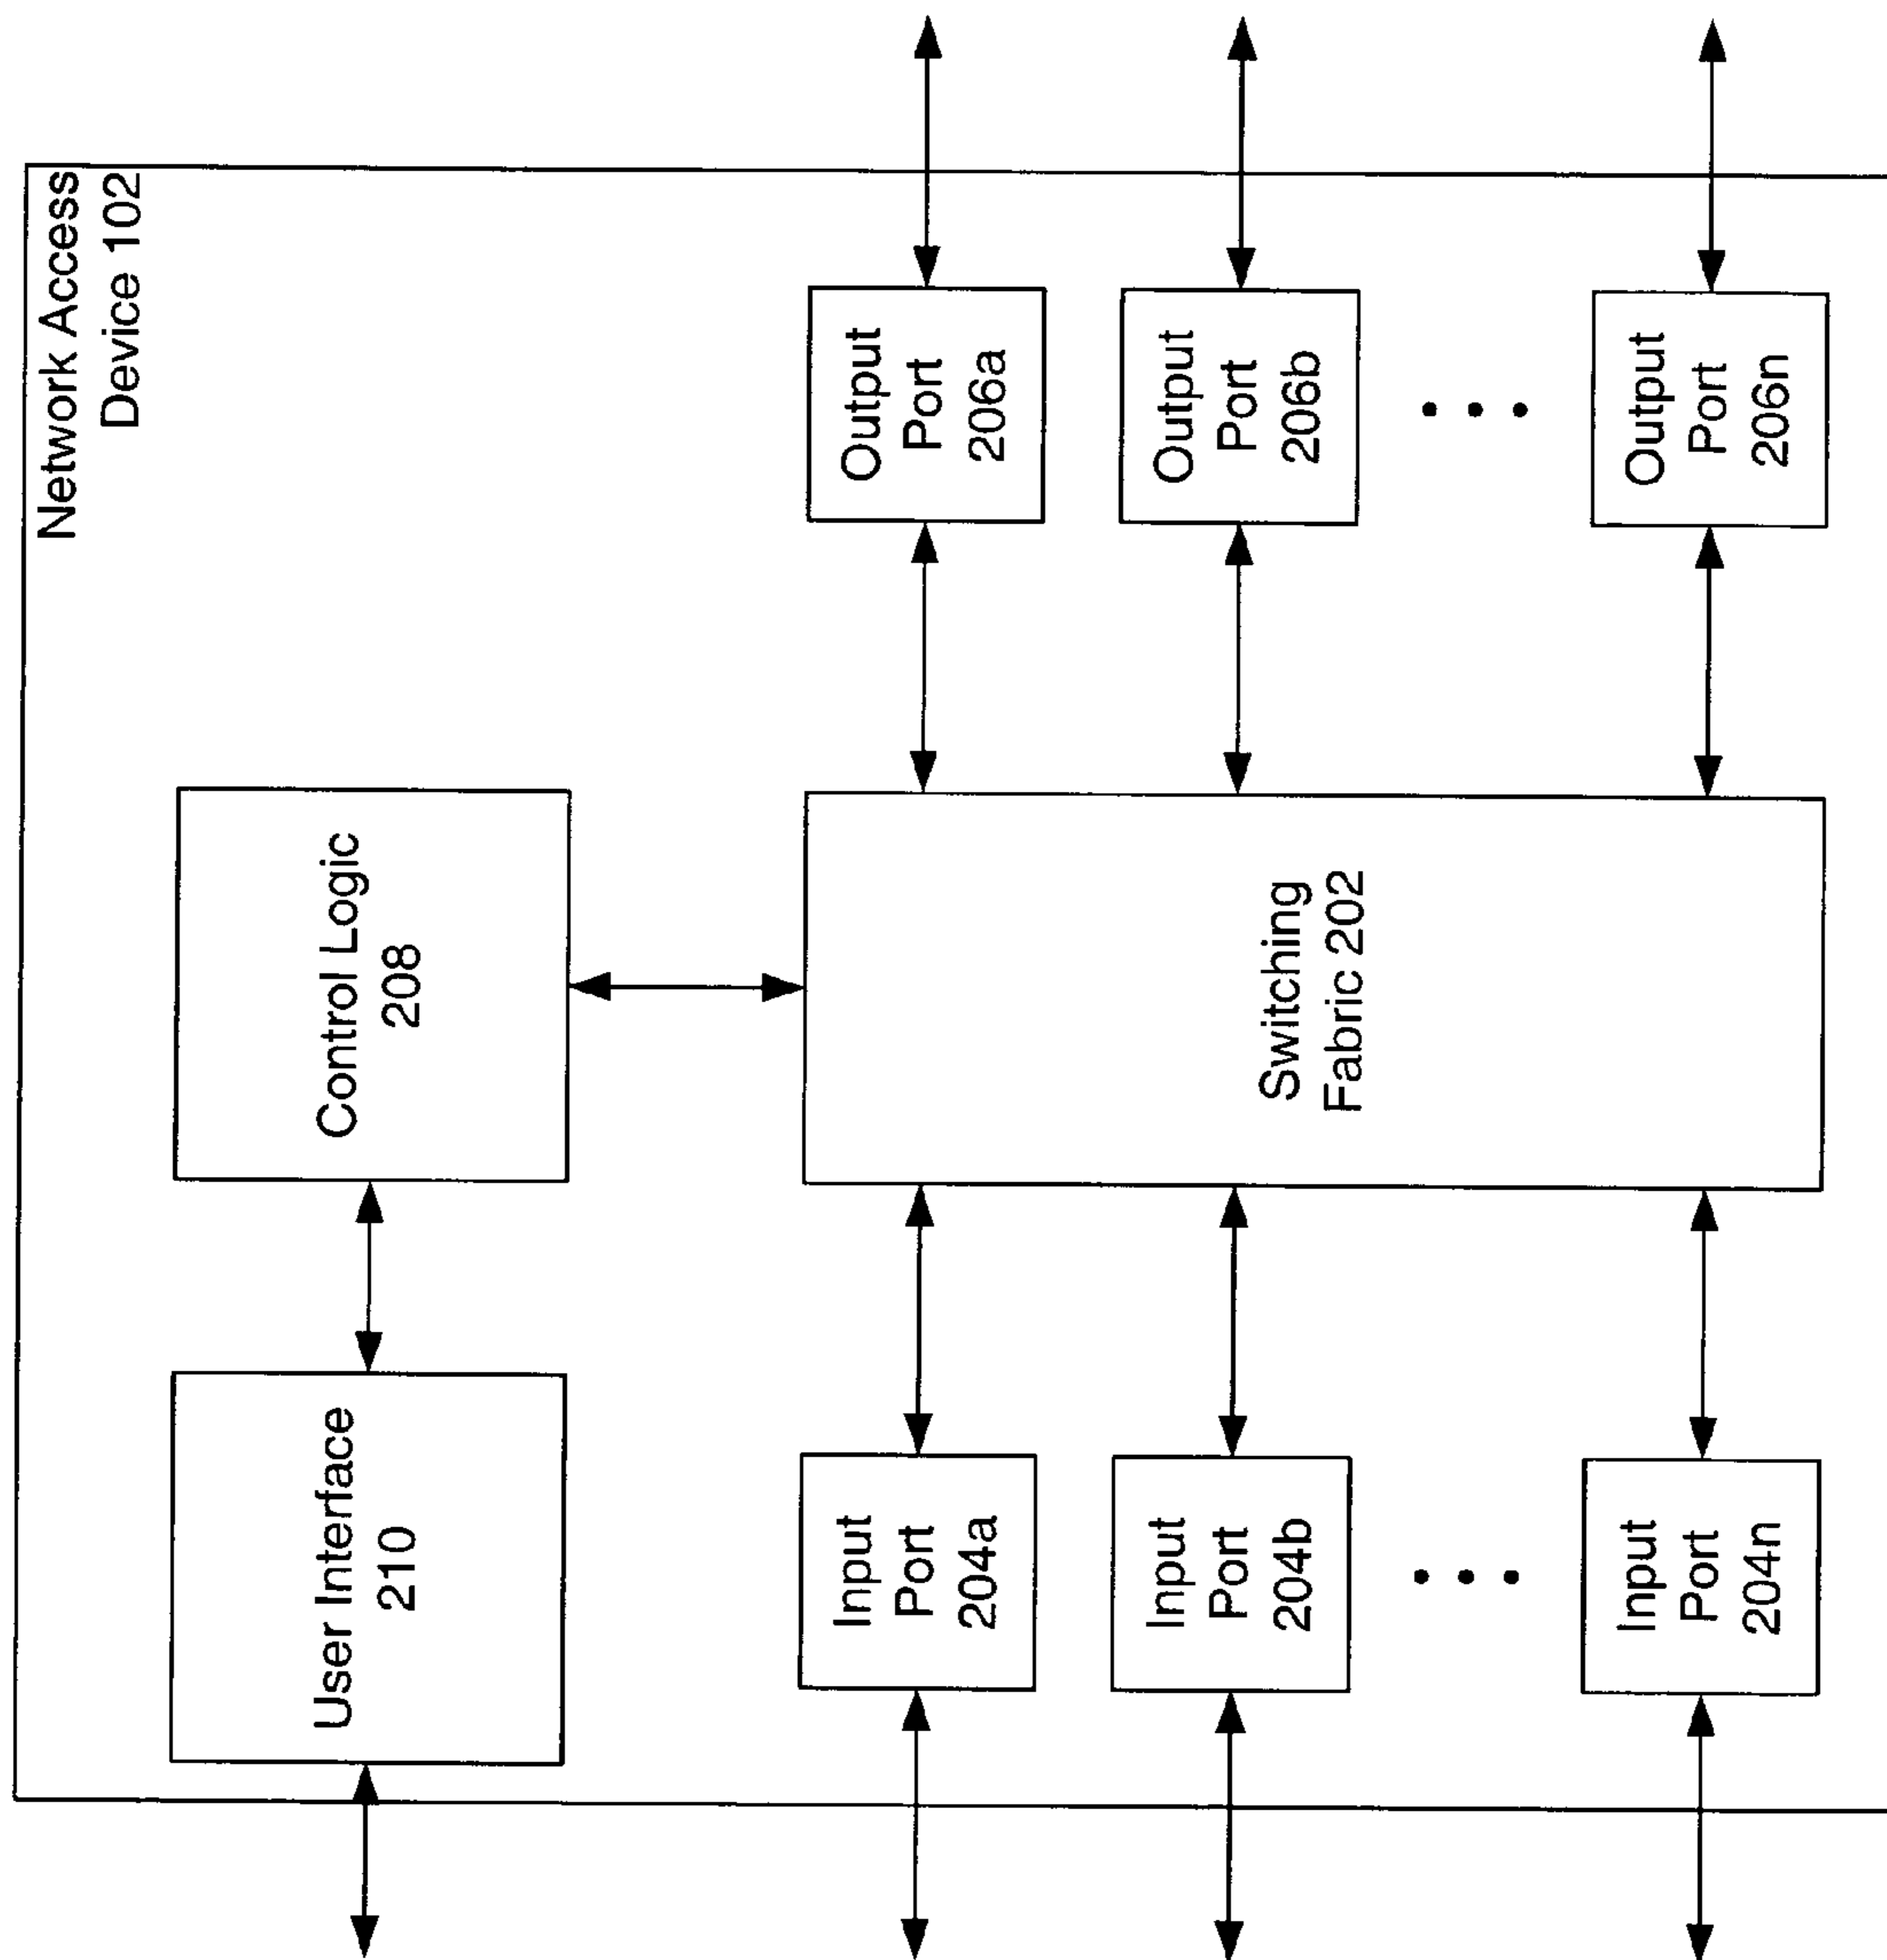 Network Access
Device 102
User Interface
210
Control Logic
208
Input
Port
204a
Switching
Fabric 202
Output
Port
206a
Input
Port
204b
Output
Port
206b
Input
Port
204n
Output
Port
206n